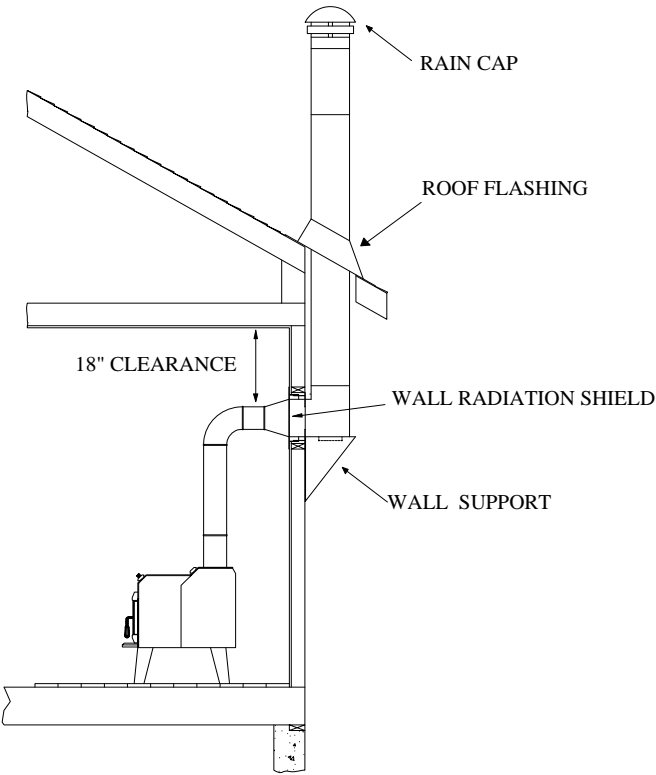 RAIN CAP
ROOF FLASHING
18" CLEARANCE
WALL RADIATION SHIELD
WALL SUPPORT